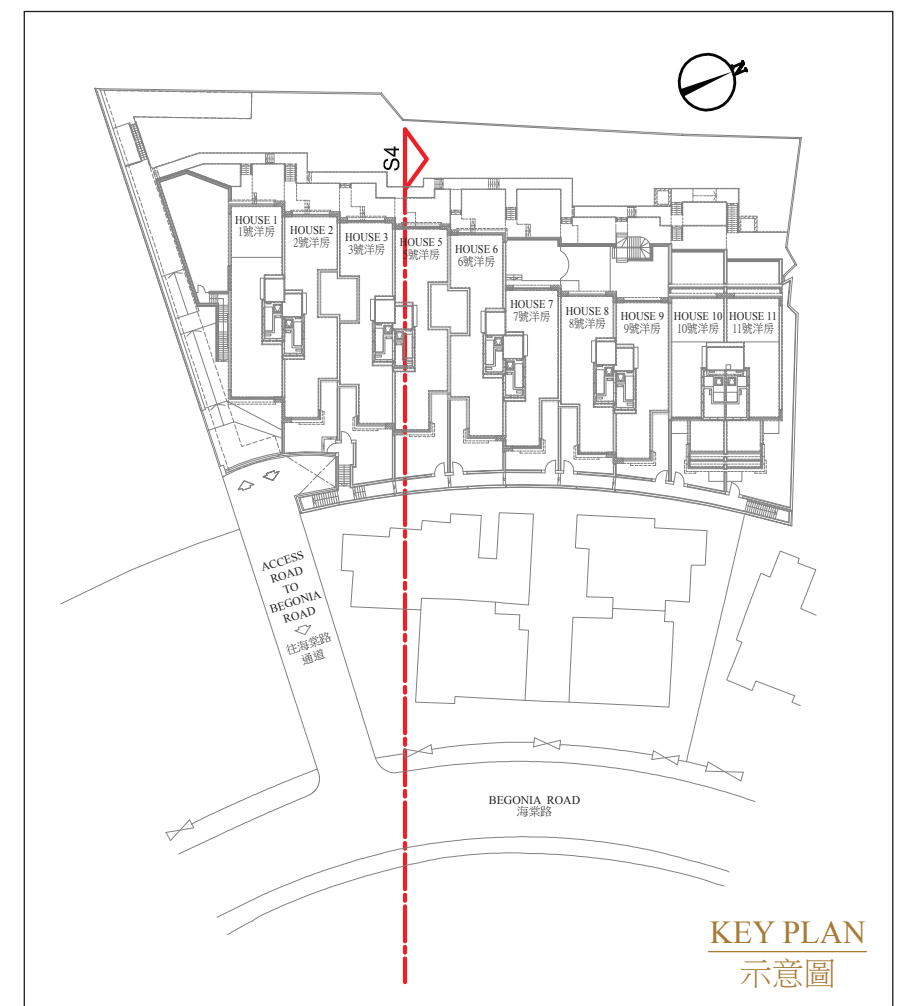 N
S4
HOUSE 1
1號洋房
HOUSE 2
2號洋房
HOUSE 3
3號洋房
HOUSE 5
5號洋房
HOUSE 6
6號洋房
HOUSE 7
7號洋房
HOUSE 8
8號洋房
HOUSE 9
9號洋房
HOUSE 10
10號洋房
HOUSE 11
11號洋房
ACCESS
ROAD
TO
BEGONIA
ROAD
往海棠路
通道
BEGONIA ROAD
海棠路
KEY PLAN
示意圖